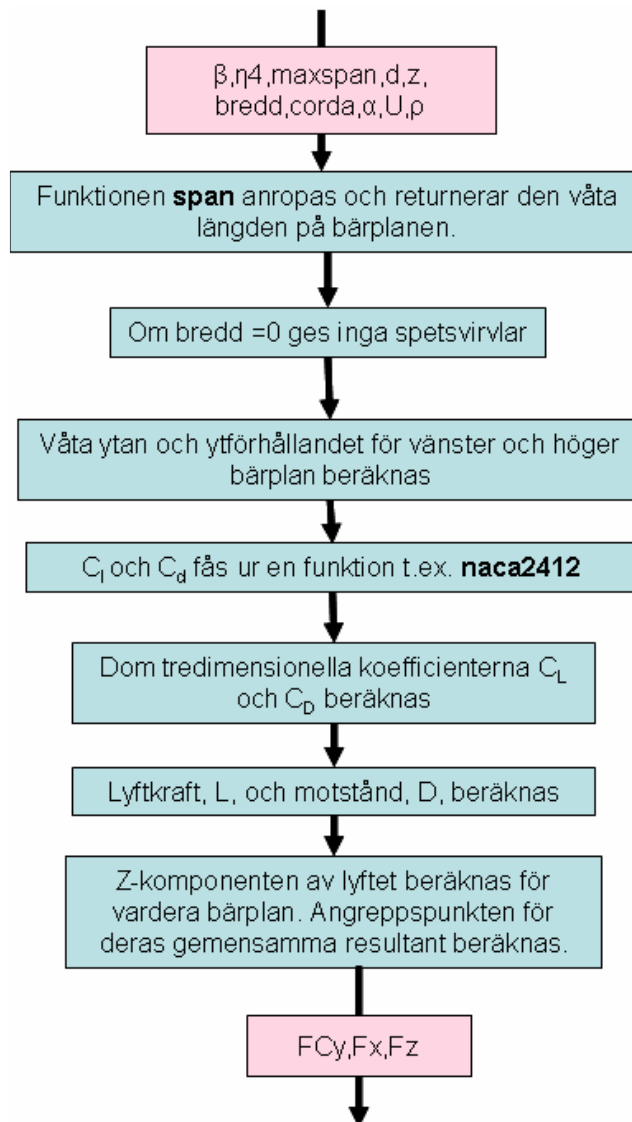 β,η4,maxspan,d,z,
bredd,corda,α,U,ρ
Funktionen span anropas och returnerar den våta
längden på bärplanen.
Om bredd =0 ges inga spetsvirvlar
Våta ytan och ytförhållandet för vänster och höger
bärplan beräknas
Cl och Cd fås ur en funktion t.ex. naca2412
Dom tredimensionella koefficienterna CL
och CD beräknas
Lyftkraft, L, och motstånd, D, beräknas
Z-komponenten av lyftet beräknas för
vardera bärplan. Angreppspunkten för
deras gemensamma resultant beräknas.
FCy,Fx,Fz